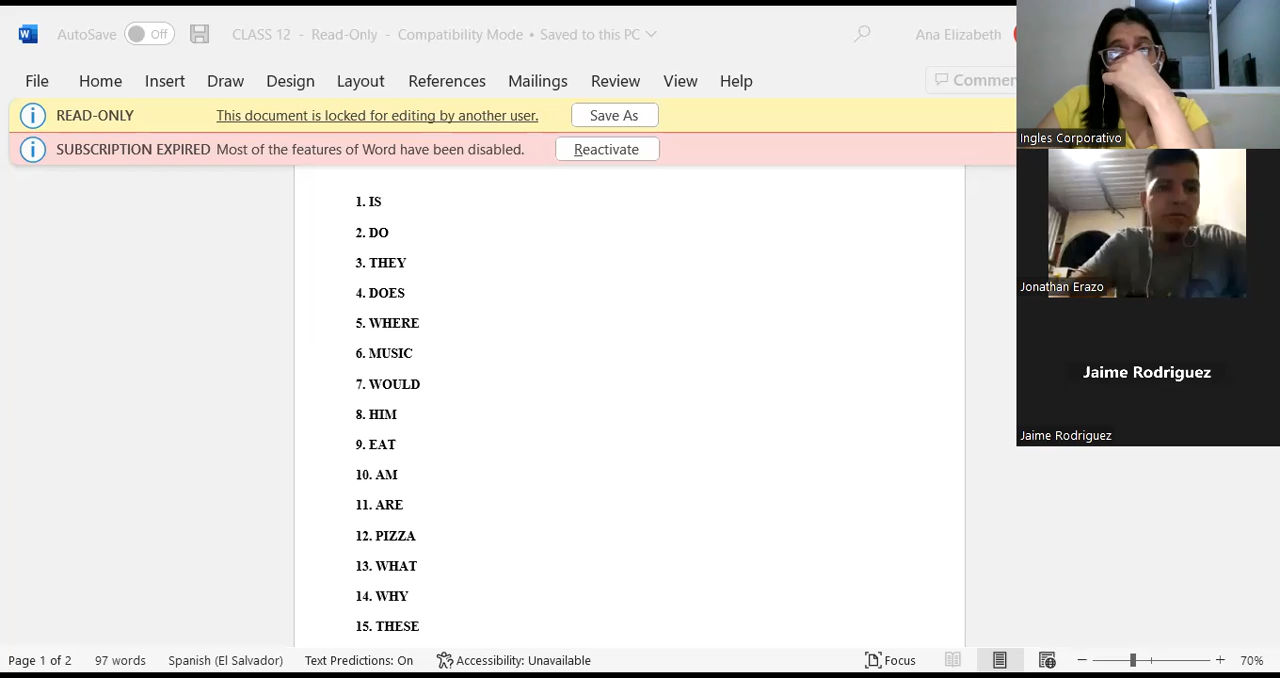 AutoSave Off CLASS 12 - Read-Only - Compatibility Mode • Saved to this PC Ana Elizabeth
File Home Insert Draw Design Layout References Mailings Review View Help Commen
READ-ONLY This document is locked for editing by another user. Save As
SUBSCRIPTION EXPIRED Most of the features of Word has been disabled. Reactivate
1. IS
2. DO
3. THEY
4. DOES
5. WHERE
6. MUSIC
7. WOULD
8. HIM
9. EAT
10. AM
11. ARE
12. PIZZA
13. WHAT
14. WHY
15. THESE
Page 1 of 2 97 words Spanish (El Salvador) Text Predictions: On Accessibility: Unavailable Focus 70%
Ingles Corporativo
Jonathan Erazo
Jaime Rodriguez
Jaime Rodriguez